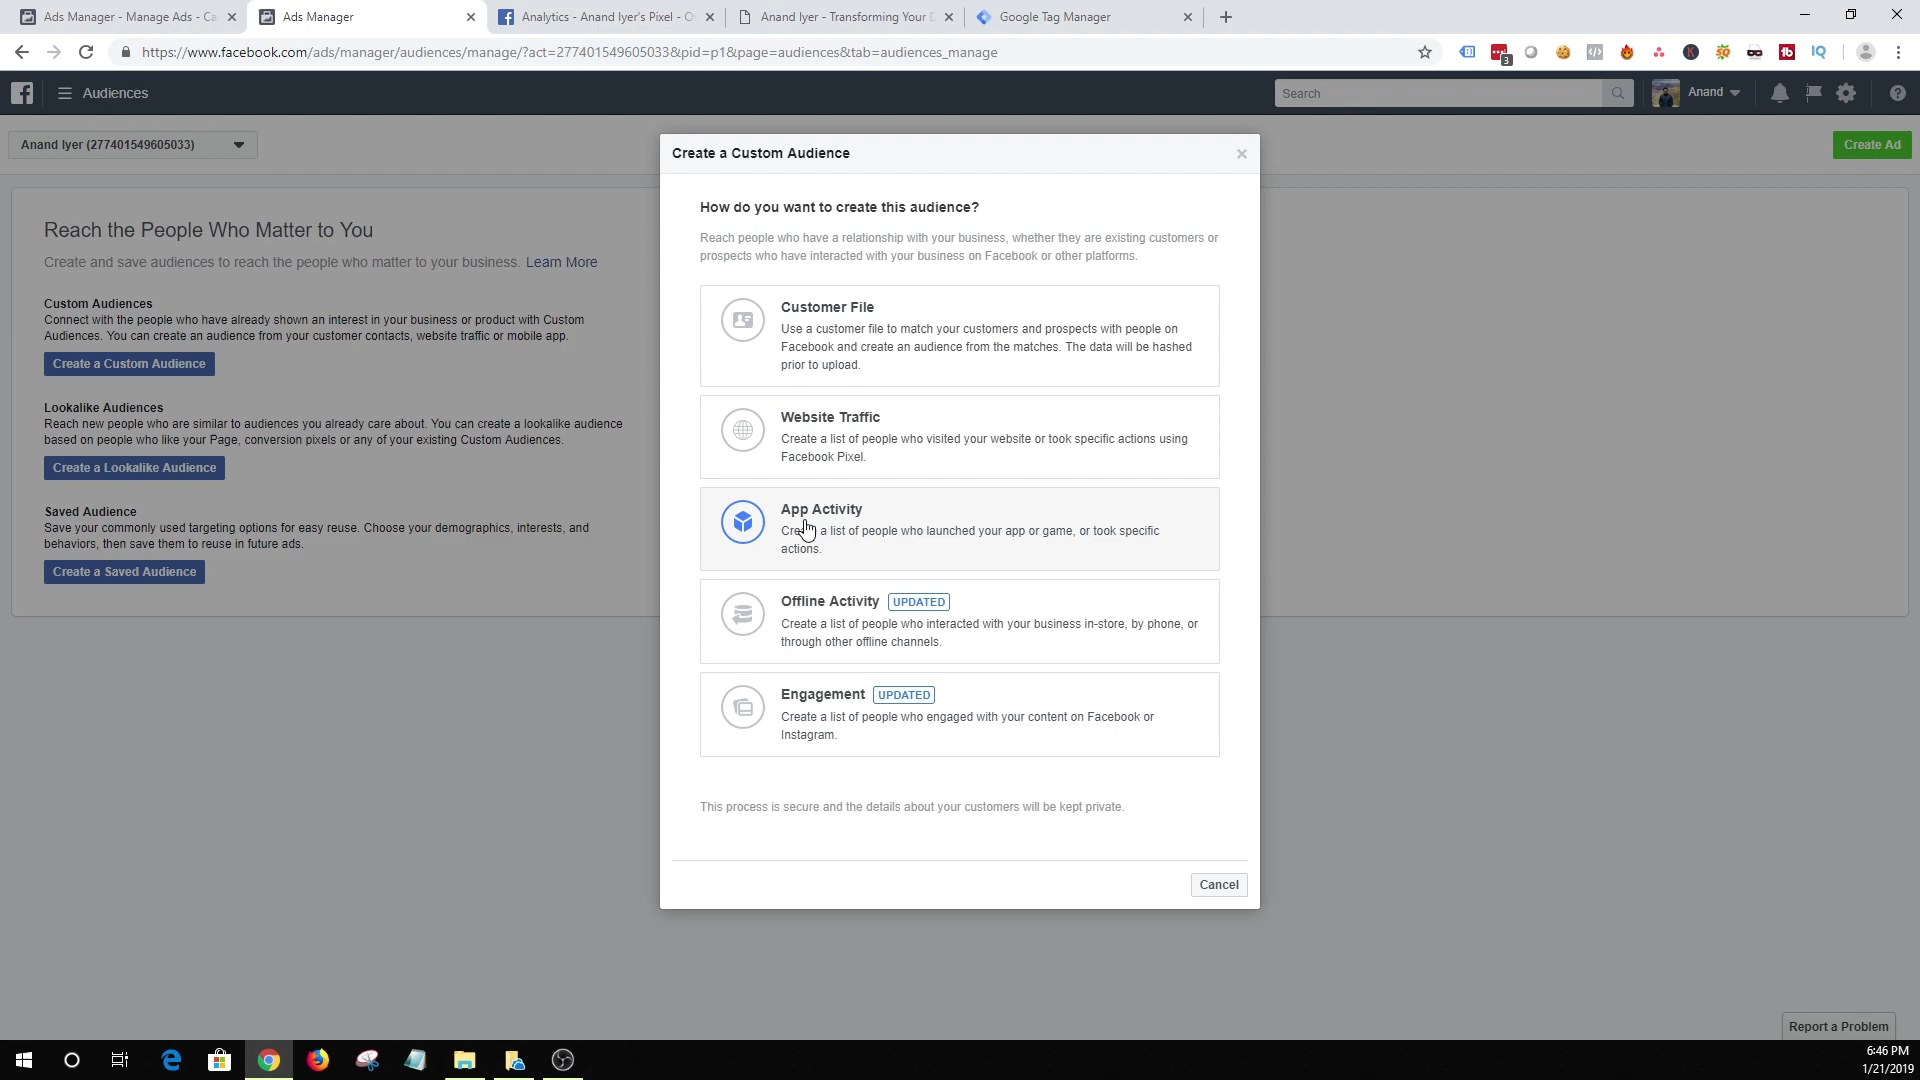 Ads Manager - Manage Ads - Ca
Ads Manager
Analytics - Anand Iyer's Pixel - O
Anand Iyer - Transforming Your D
Google Tag Manager
https://www.facebook.com/ads/manager/audiences/manage/?act=277401549605033&pid=p1&page=audiences&tab=audiences_manage
3
Audiences
Search
Anand
Anand Iyer (277401549605033)
Create Ad
Reach the People Who Matter to You
Create and save audiences to reach the people who matter to your business. Learn More
Custom Audiences
Connect with the people who have already shown an interest in your business or product with Custom
Audiences. You can create an audience from your customer contacts, website traffic or mobile app.
Create a Custom Audience
Lookalike Audiences
Reach new people who are similar to audiences you already care about. You can create a lookalike audience
based on people who like your Page, conversion pixels or any of your existing Custom Audiences.
Create a Lookalike Audience
Saved Audience
Save your commonly used targeting options for easy reuse. Choose your demographics, interests, and
behaviors, then save them to reuse in future ads.
Create a Saved Audience
Create a Custom Audience
How do you want to create this audience?
Reach people who have a relationship with your business, whether they are existing customers or
prospects who have interacted with your business on Facebook or other platforms.
Customer File
Use a customer file to match your customers and prospects with people on
Facebook and create an audience from the matches. The data will be hashed
prior to upload.
Website Traffic
Create a list of people who visited your website or took specific actions using
Facebook Pixel.
App Activity
Create a list of people who launched your app or game, or took specific
actions.
Offline Activity UPDATED
Create a list of people who interacted with your business in-store, by phone, or
through other offline channels.
Engagement UPDATED
Create a list of people who engaged with your content on Facebook or
Instagram.
This process is secure and the details about your customers will be kept private.
Cancel
Report a Problem
6:46 PM
1/21/2019